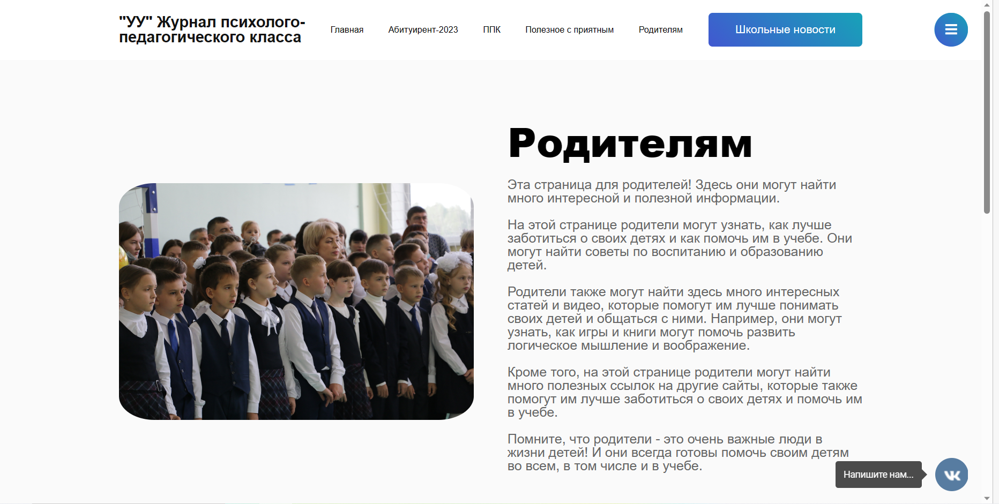 "УУ" Журнал психолого-
педагогического класса
Главная
Абитуирент-2023
ППК
Полезное с приятным
Родителям
Школьные новости
Родителям
Эта страница для родителей! Здесь они могут найти
много интересной и полезной информации.
На этой странице родители могут узнать, как лучше
заботиться о своих детях и как помочь им в учебе. Они
могут найти советы по воспитанию и образованию
детей.
Родители также могут найти здесь много интересных
статей и видео, которые помогут им лучше понимать
своих детей и общаться с ними. Например, они могут
узнать, как игры и книги могут помочь развить
логическое мышление и воображение.
Кроме того, на этой странице родители могут найти
много полезных ссылок на другие сайты, которые также
помогут им лучше заботиться о своих детях и помочь им
в учебе.
Помните, что родители - это очень важные люди в
жизни детей! И они всегда готовы помочь своим детям
во всем, в том числе и в учебе.
Напишите нам...